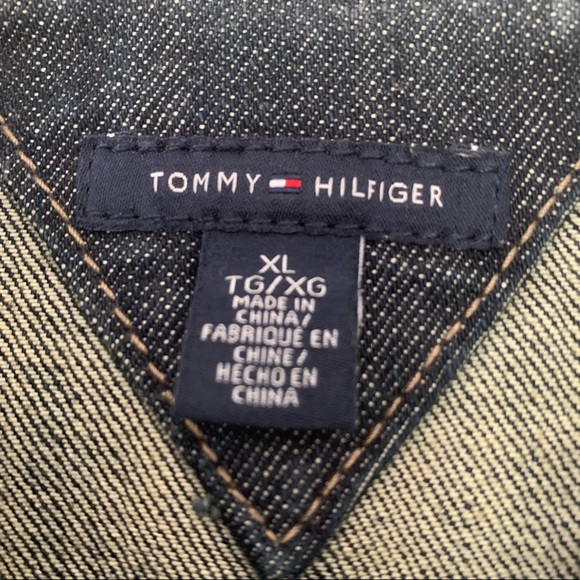 TOMMY HILFIGER
XL
TG/XG
MADE IN
CHINA/
FABRIQUÉ EN
CHINE/
HECHO EN
CHINA